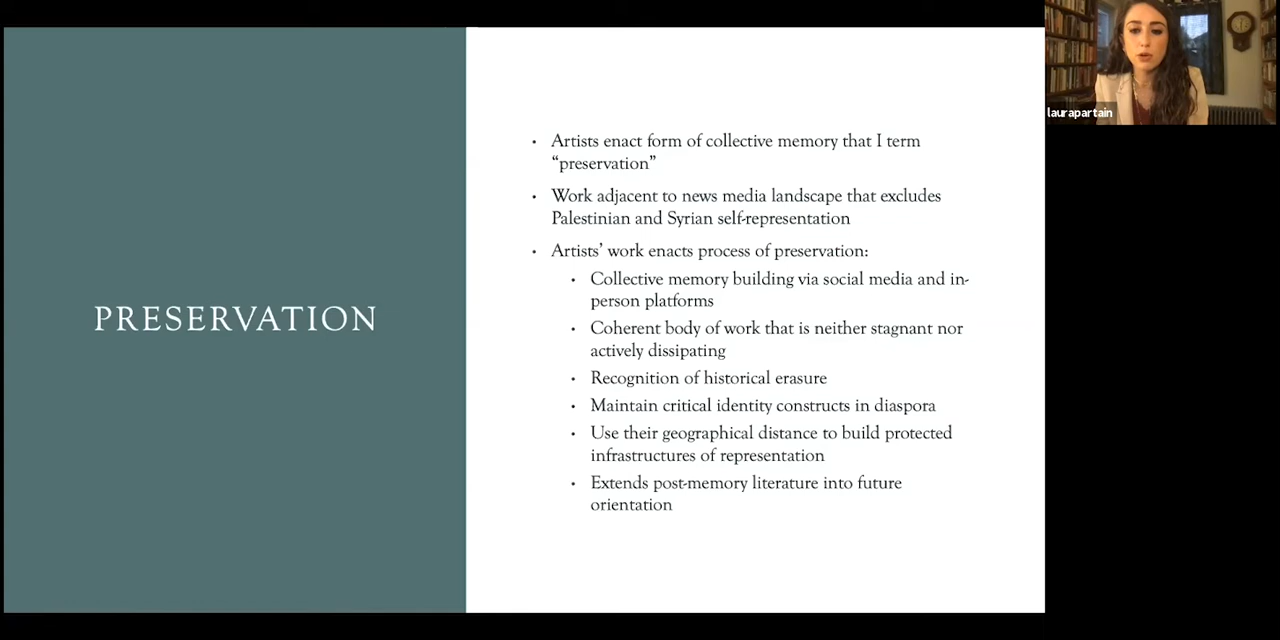 PRESERVATION
• Artists enact form of collective memory that I term
“preservation”
• Work adjacent to news media landscape that excludes
Palestinian and Syrian self-representation
• Artists’ work enacts process of preservation:
• Collective memory building via social media and in-
person platforms
• Coherent body of work that is neither stagnant nor
actively dissipating
• Recognition of historical erasure
• Maintain critical identity constructs in diaspora
• Use their geographical distance to build protected
infrastructures of representation
• Extends post-memory literature into future
orientation
laurapartain